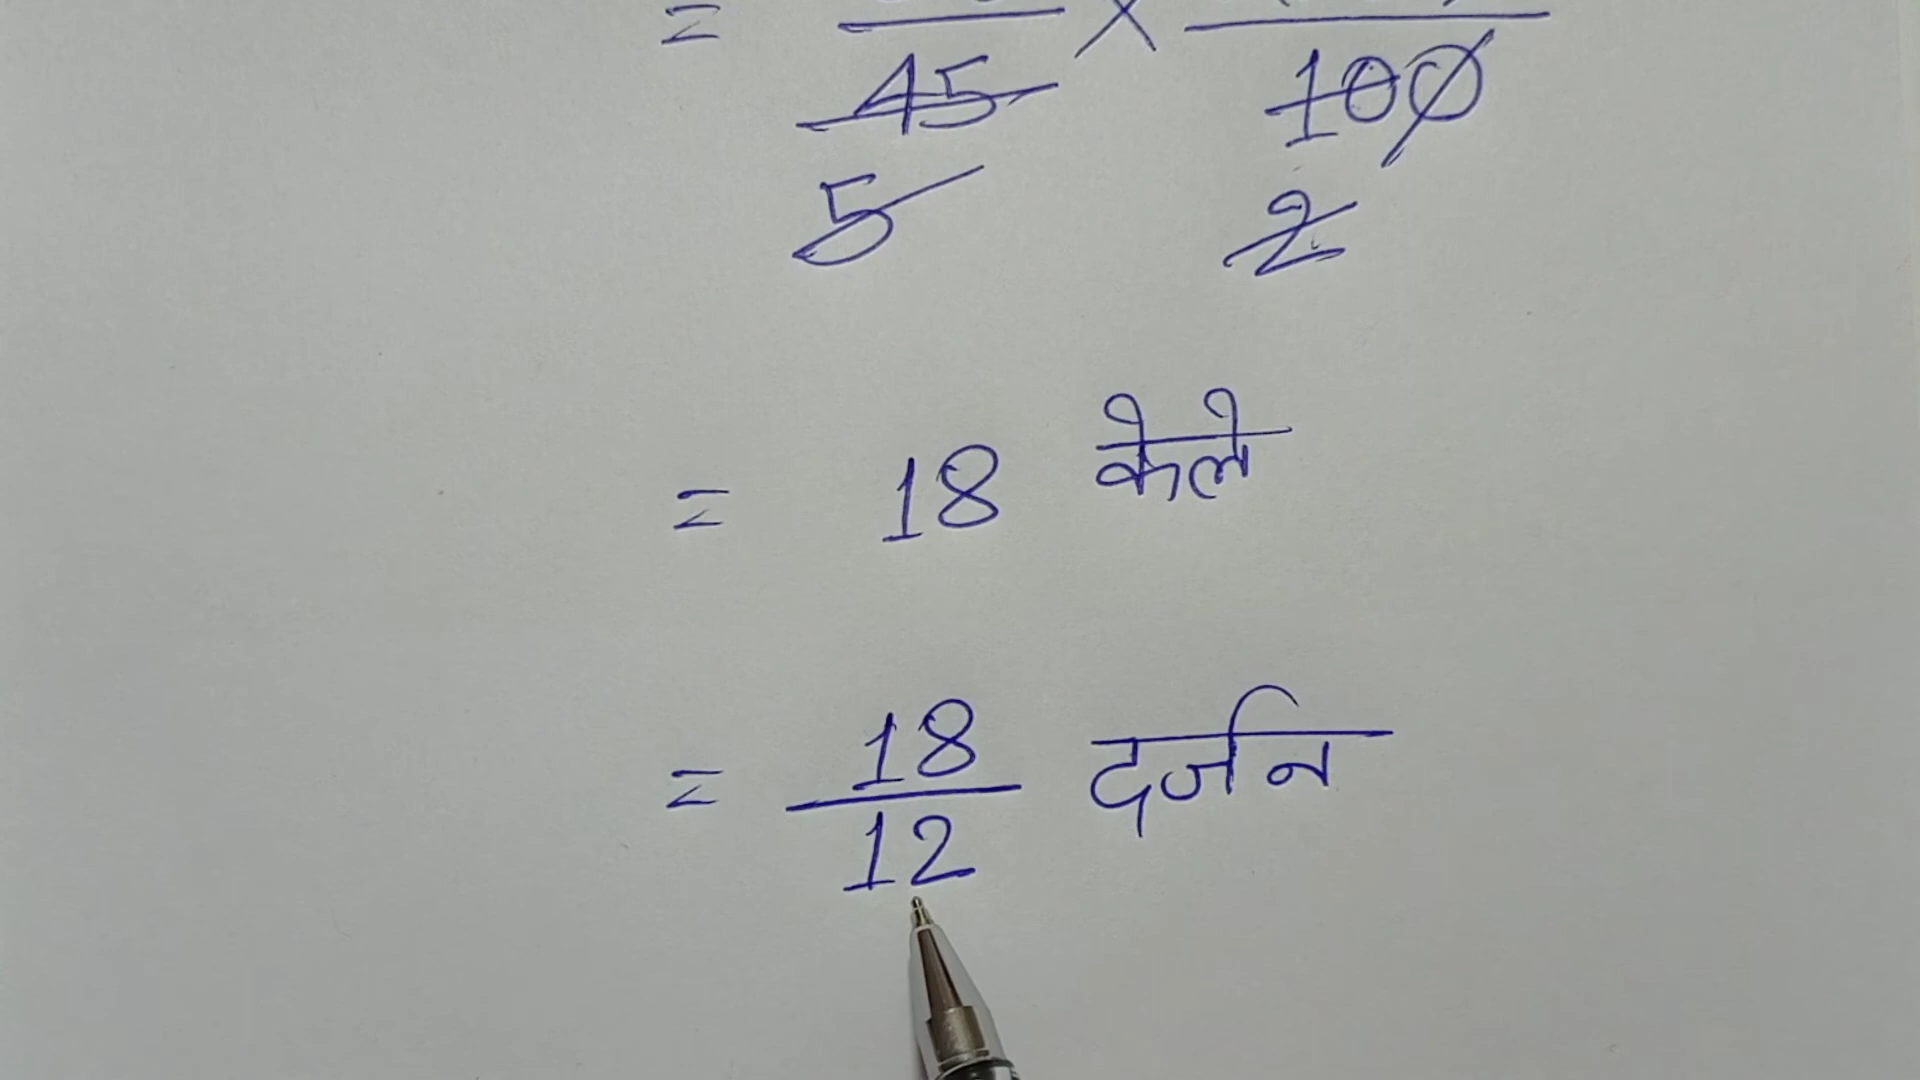 = ― × ―
45 100
5 2
= 18 केले
= 18/12 दर्जन